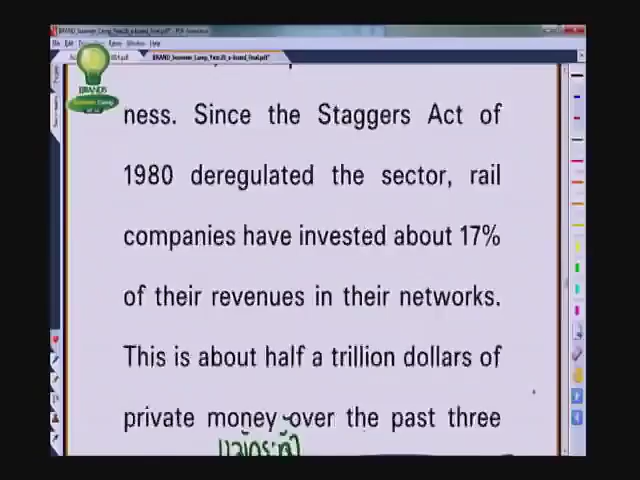 BRANDS
ness. Since the Staggers Act of
1980 deregulated the sector, rail
companies have invested about 17%
of their revenues in their networks.
This is about half a trillion dollars of
private money over the past three